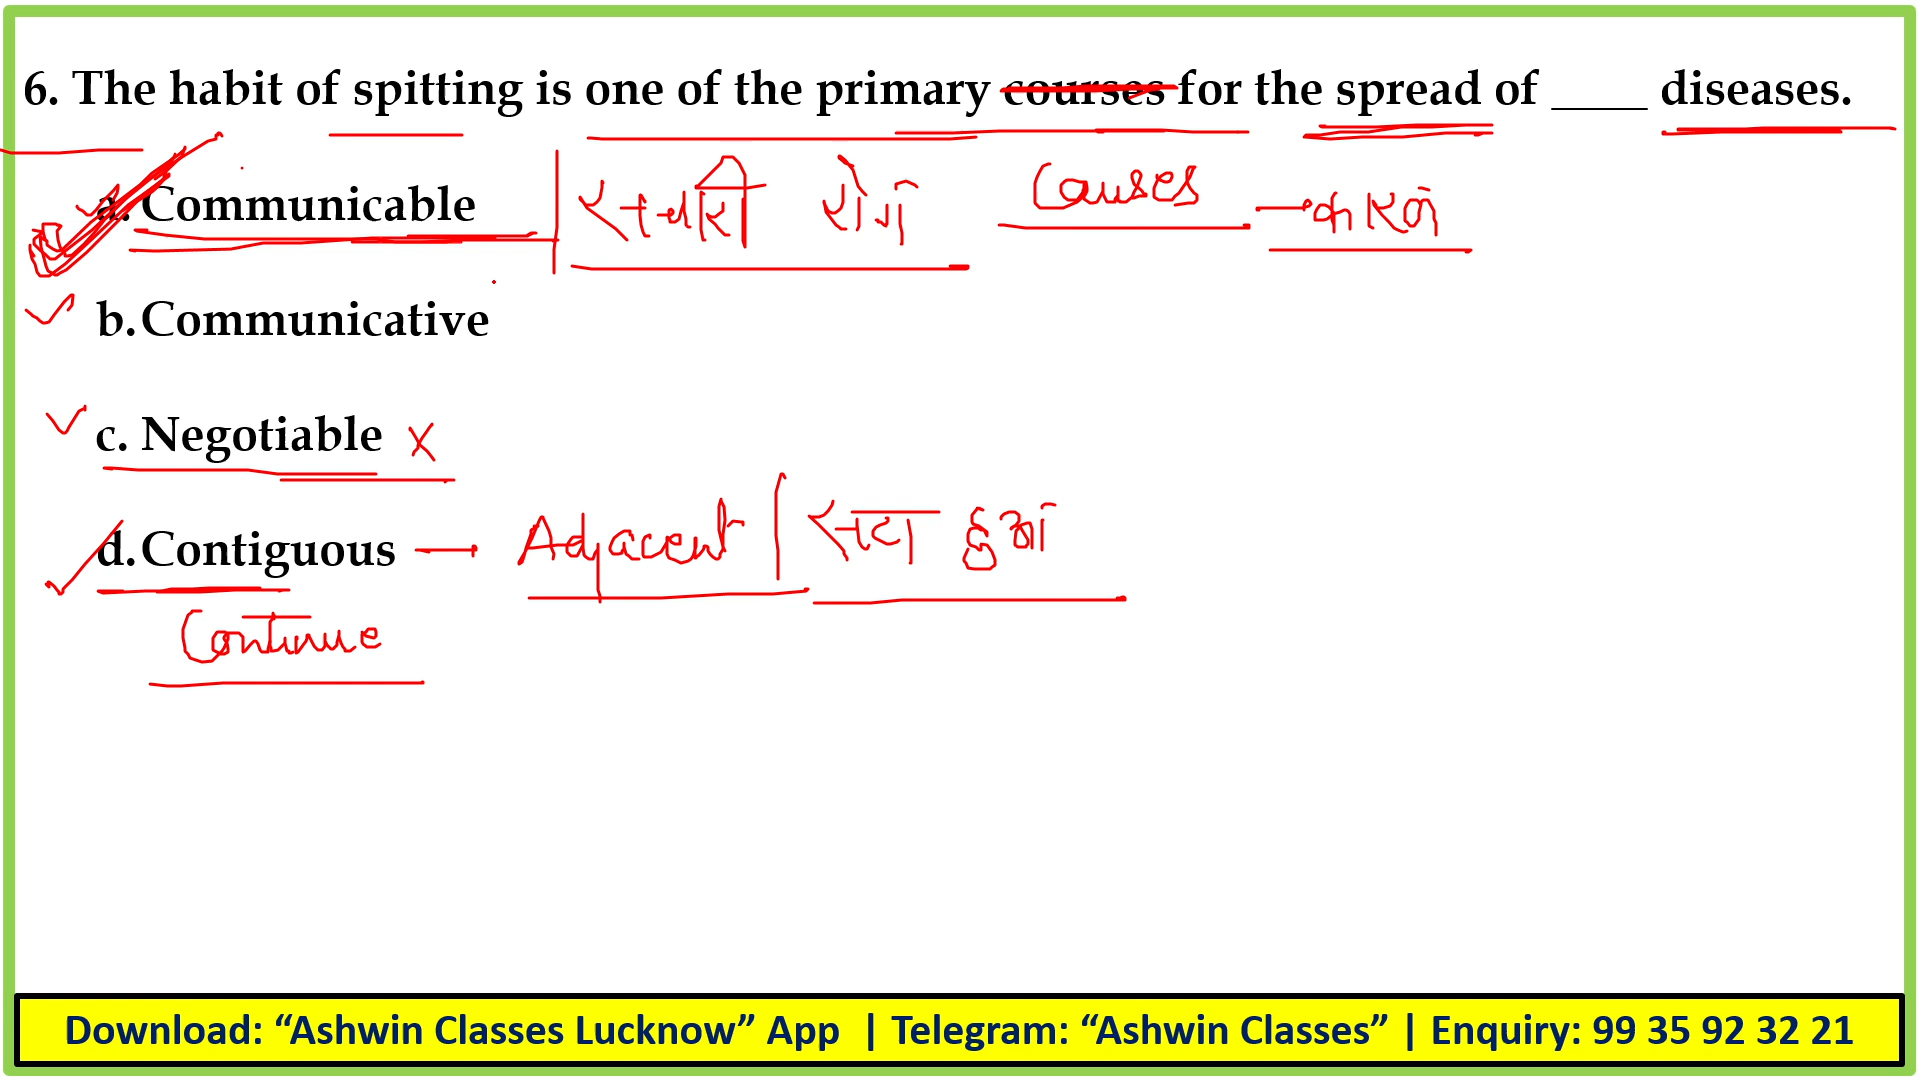 6. The habit of spitting is one of the primary courses for the spread of ____ diseases.
a. Communicable | संचारी रोग Causes → कारण
b. Communicative
c. Negotiable X
d. Contiguous → Adjacent | सटा हुआ
Continue
Download: “Ashwin Classes Lucknow” App | Telegram: “Ashwin Classes” | Enquiry: 99 35 92 32 21